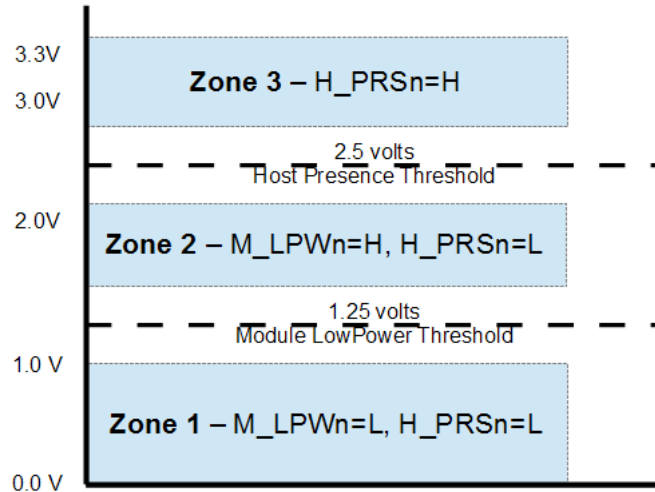 3.3V
Zone 3 – H_PRSn=H
3.0V
2.5 volts
Host Presence Threshold
2.0V
Zone 2 – M_LPWn=H, H_PRSn=L
1.25 volts
Module LowPower Threshold
1.0 V
Zone 1 – M_LPWn=L, H_PRSn=L
0.0 V